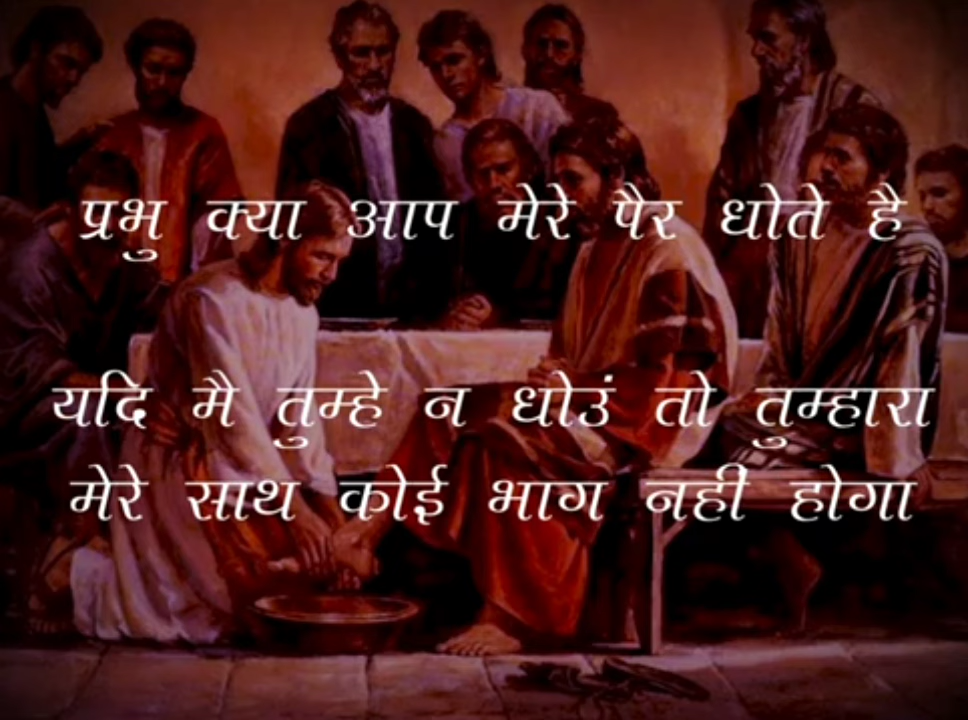 प्रभु क्या आप मेरे पैर धोते है
यदि मै तुम्हे न धोउं तो तुम्हारा
मेरे साथ कोई भाग नही होगा